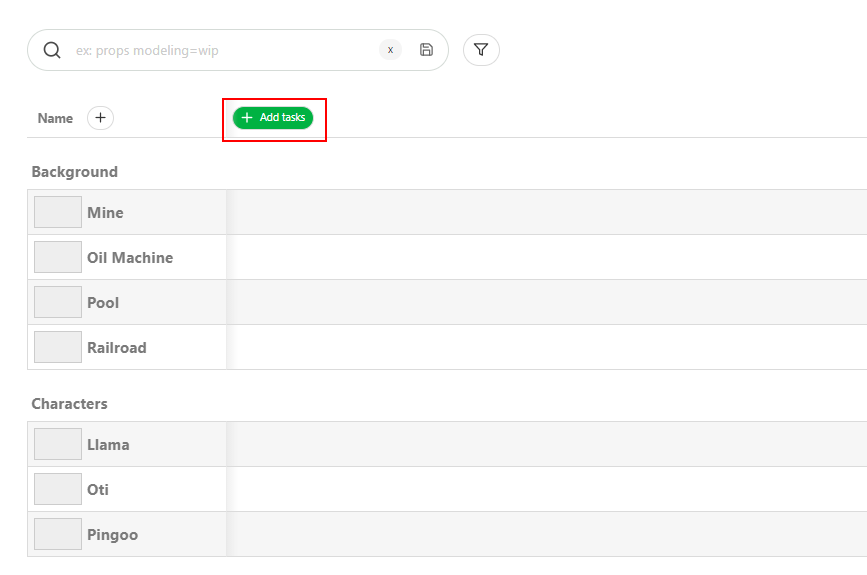 ex: props modeling=wip x
Name + + Add tasks
Background
Mine
Oil Machine
Pool
Railroad
Characters
Llama
Oti
Pingoo